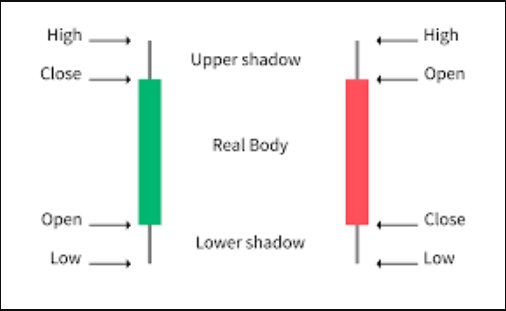 High
Close
Open
Low
Upper shadow
Real Body
Lower shadow
High
Open
Close
Low